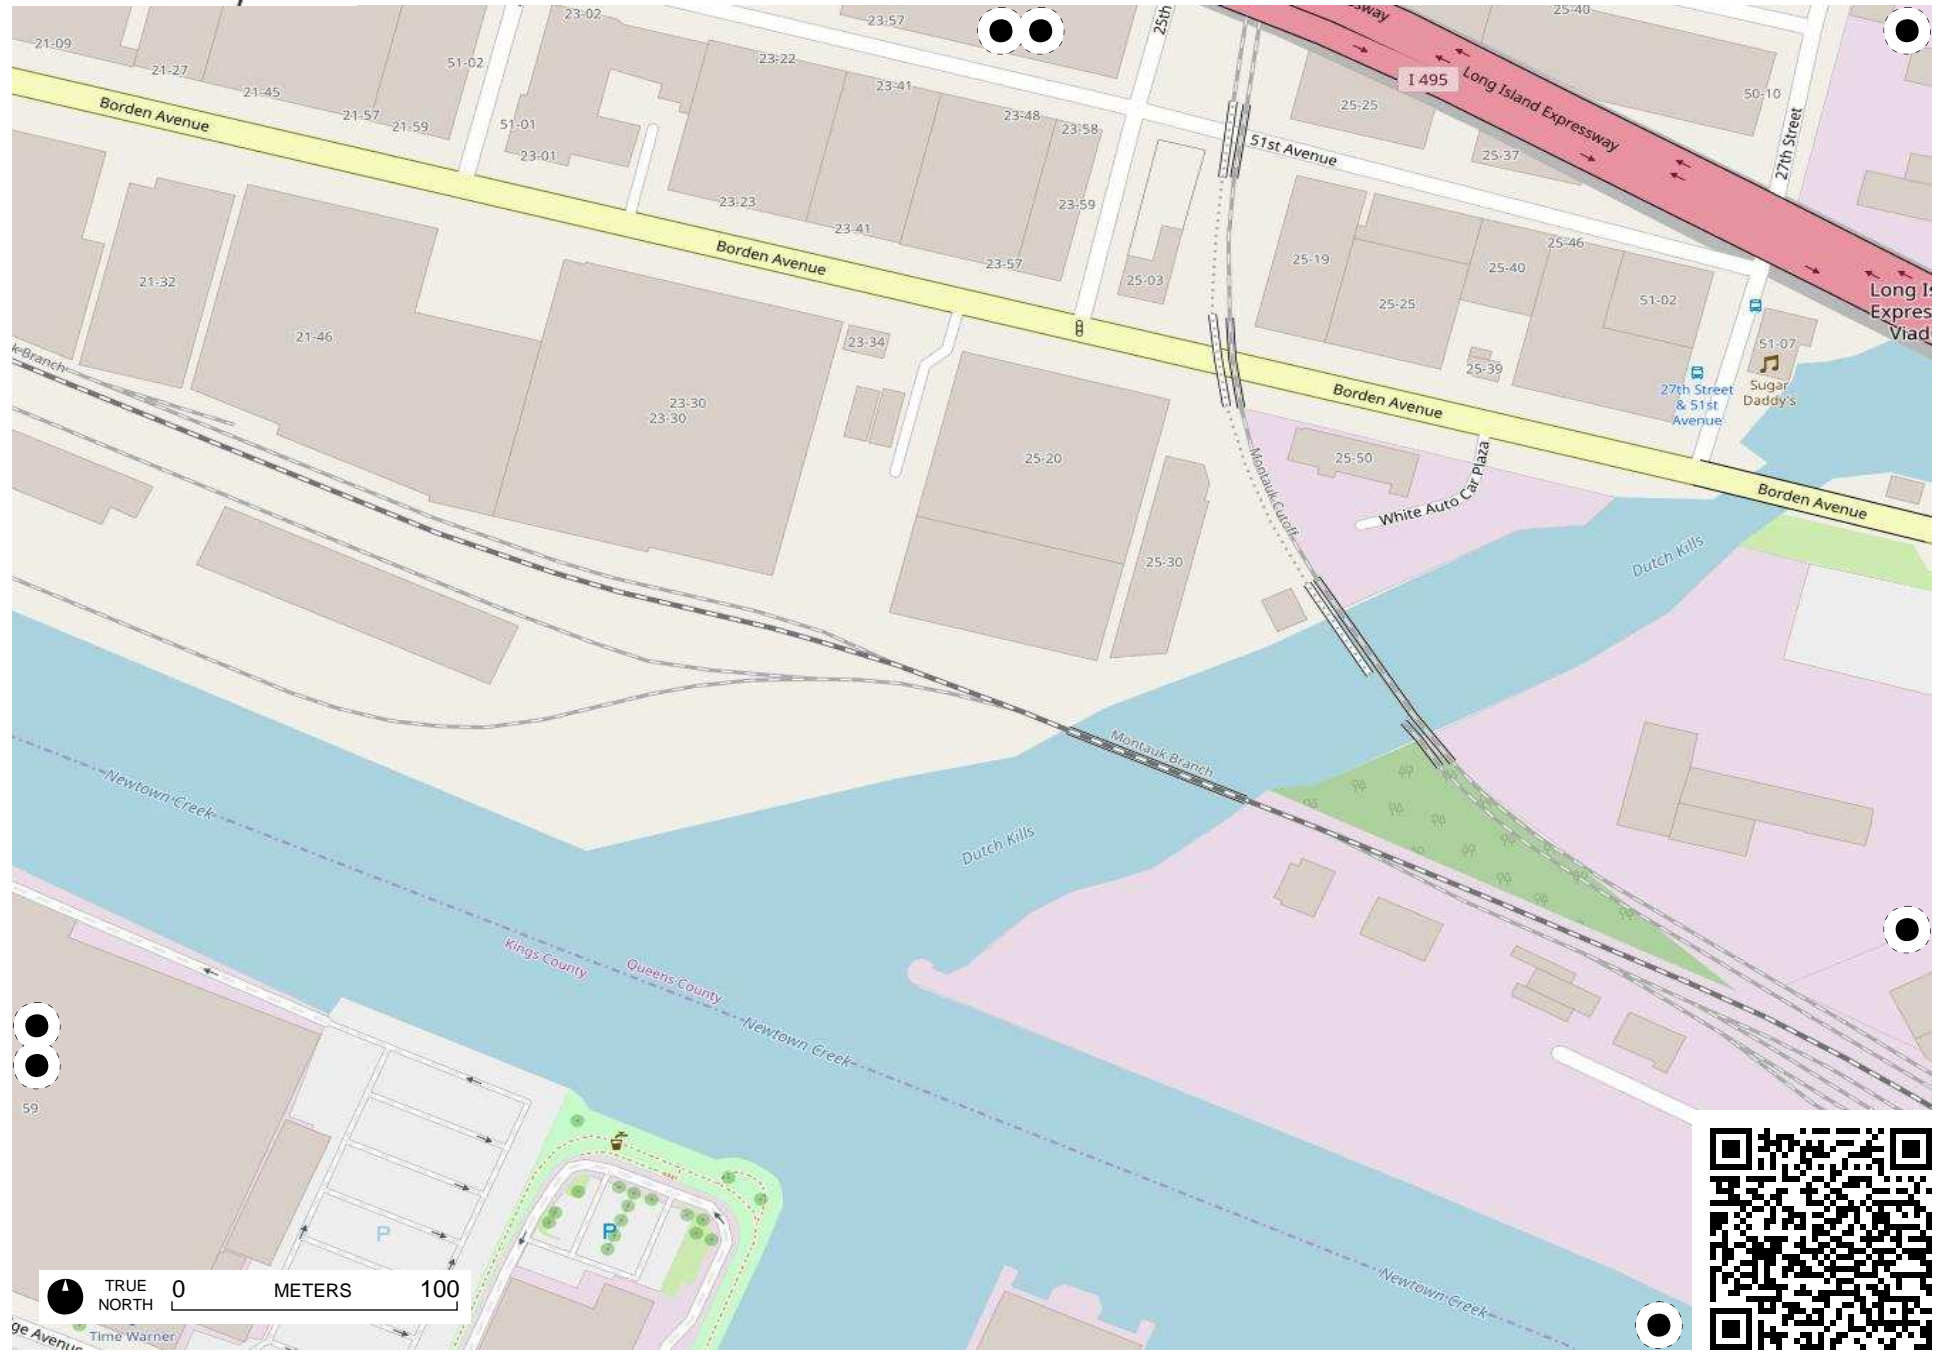 23-02
23-57
25th
sway
25-40
21-09
21-27
51-02
23-22
I 495
Long Island Expressway
21-45
23-41
25-25
50-10
Borden Avenue
21-57
21-59
51-01
23-48
23-58
27th Street
23-01
51st Avenue
25-37
23-23
23-59
23-41
Borden Avenue
23-57
25-03
25-19
25-40
25-46
21-32
25-25
51-02
Long Is
Expres
Viad
21-46
23-34
51-07
k Branch
25-39
27th Street
& 51st
Avenue
Sugar
Daddy's
23-30
23-30
Borden Avenue
25-20
25-50
Montauk Cutoff
White Auto Car Plaza
Borden Avenue
25-30
Dutch Kills
Montauk Branch
Newtown Creek
Dutch Kills
Kings County
Queens County
Newtown Creek
59
P
P
Newtown Creek
TRUE
NORTH
0
METERS
100
Time Warner
ge Avenue